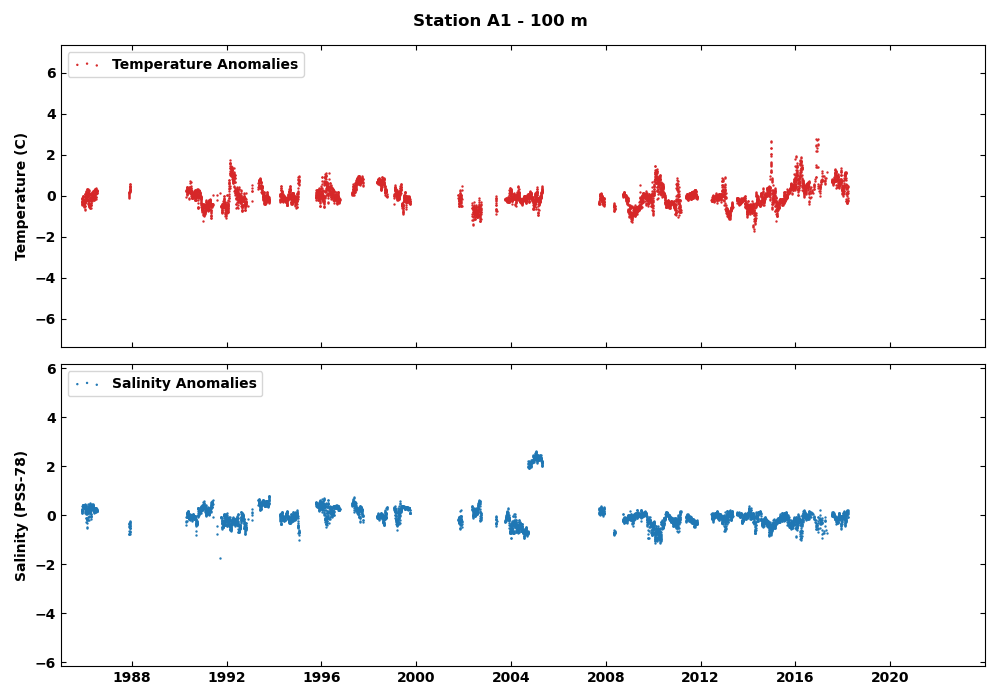 Station A1 - 100 m
Temperature Anomalies
Temperature (C)
6
4
2
0
−2
−4
−6
Salinity Anomalies
Salinity (PSS-78)
6
4
2
0
−2
−4
−6
1988 1992 1996 2000 2004 2008 2012 2016 2020